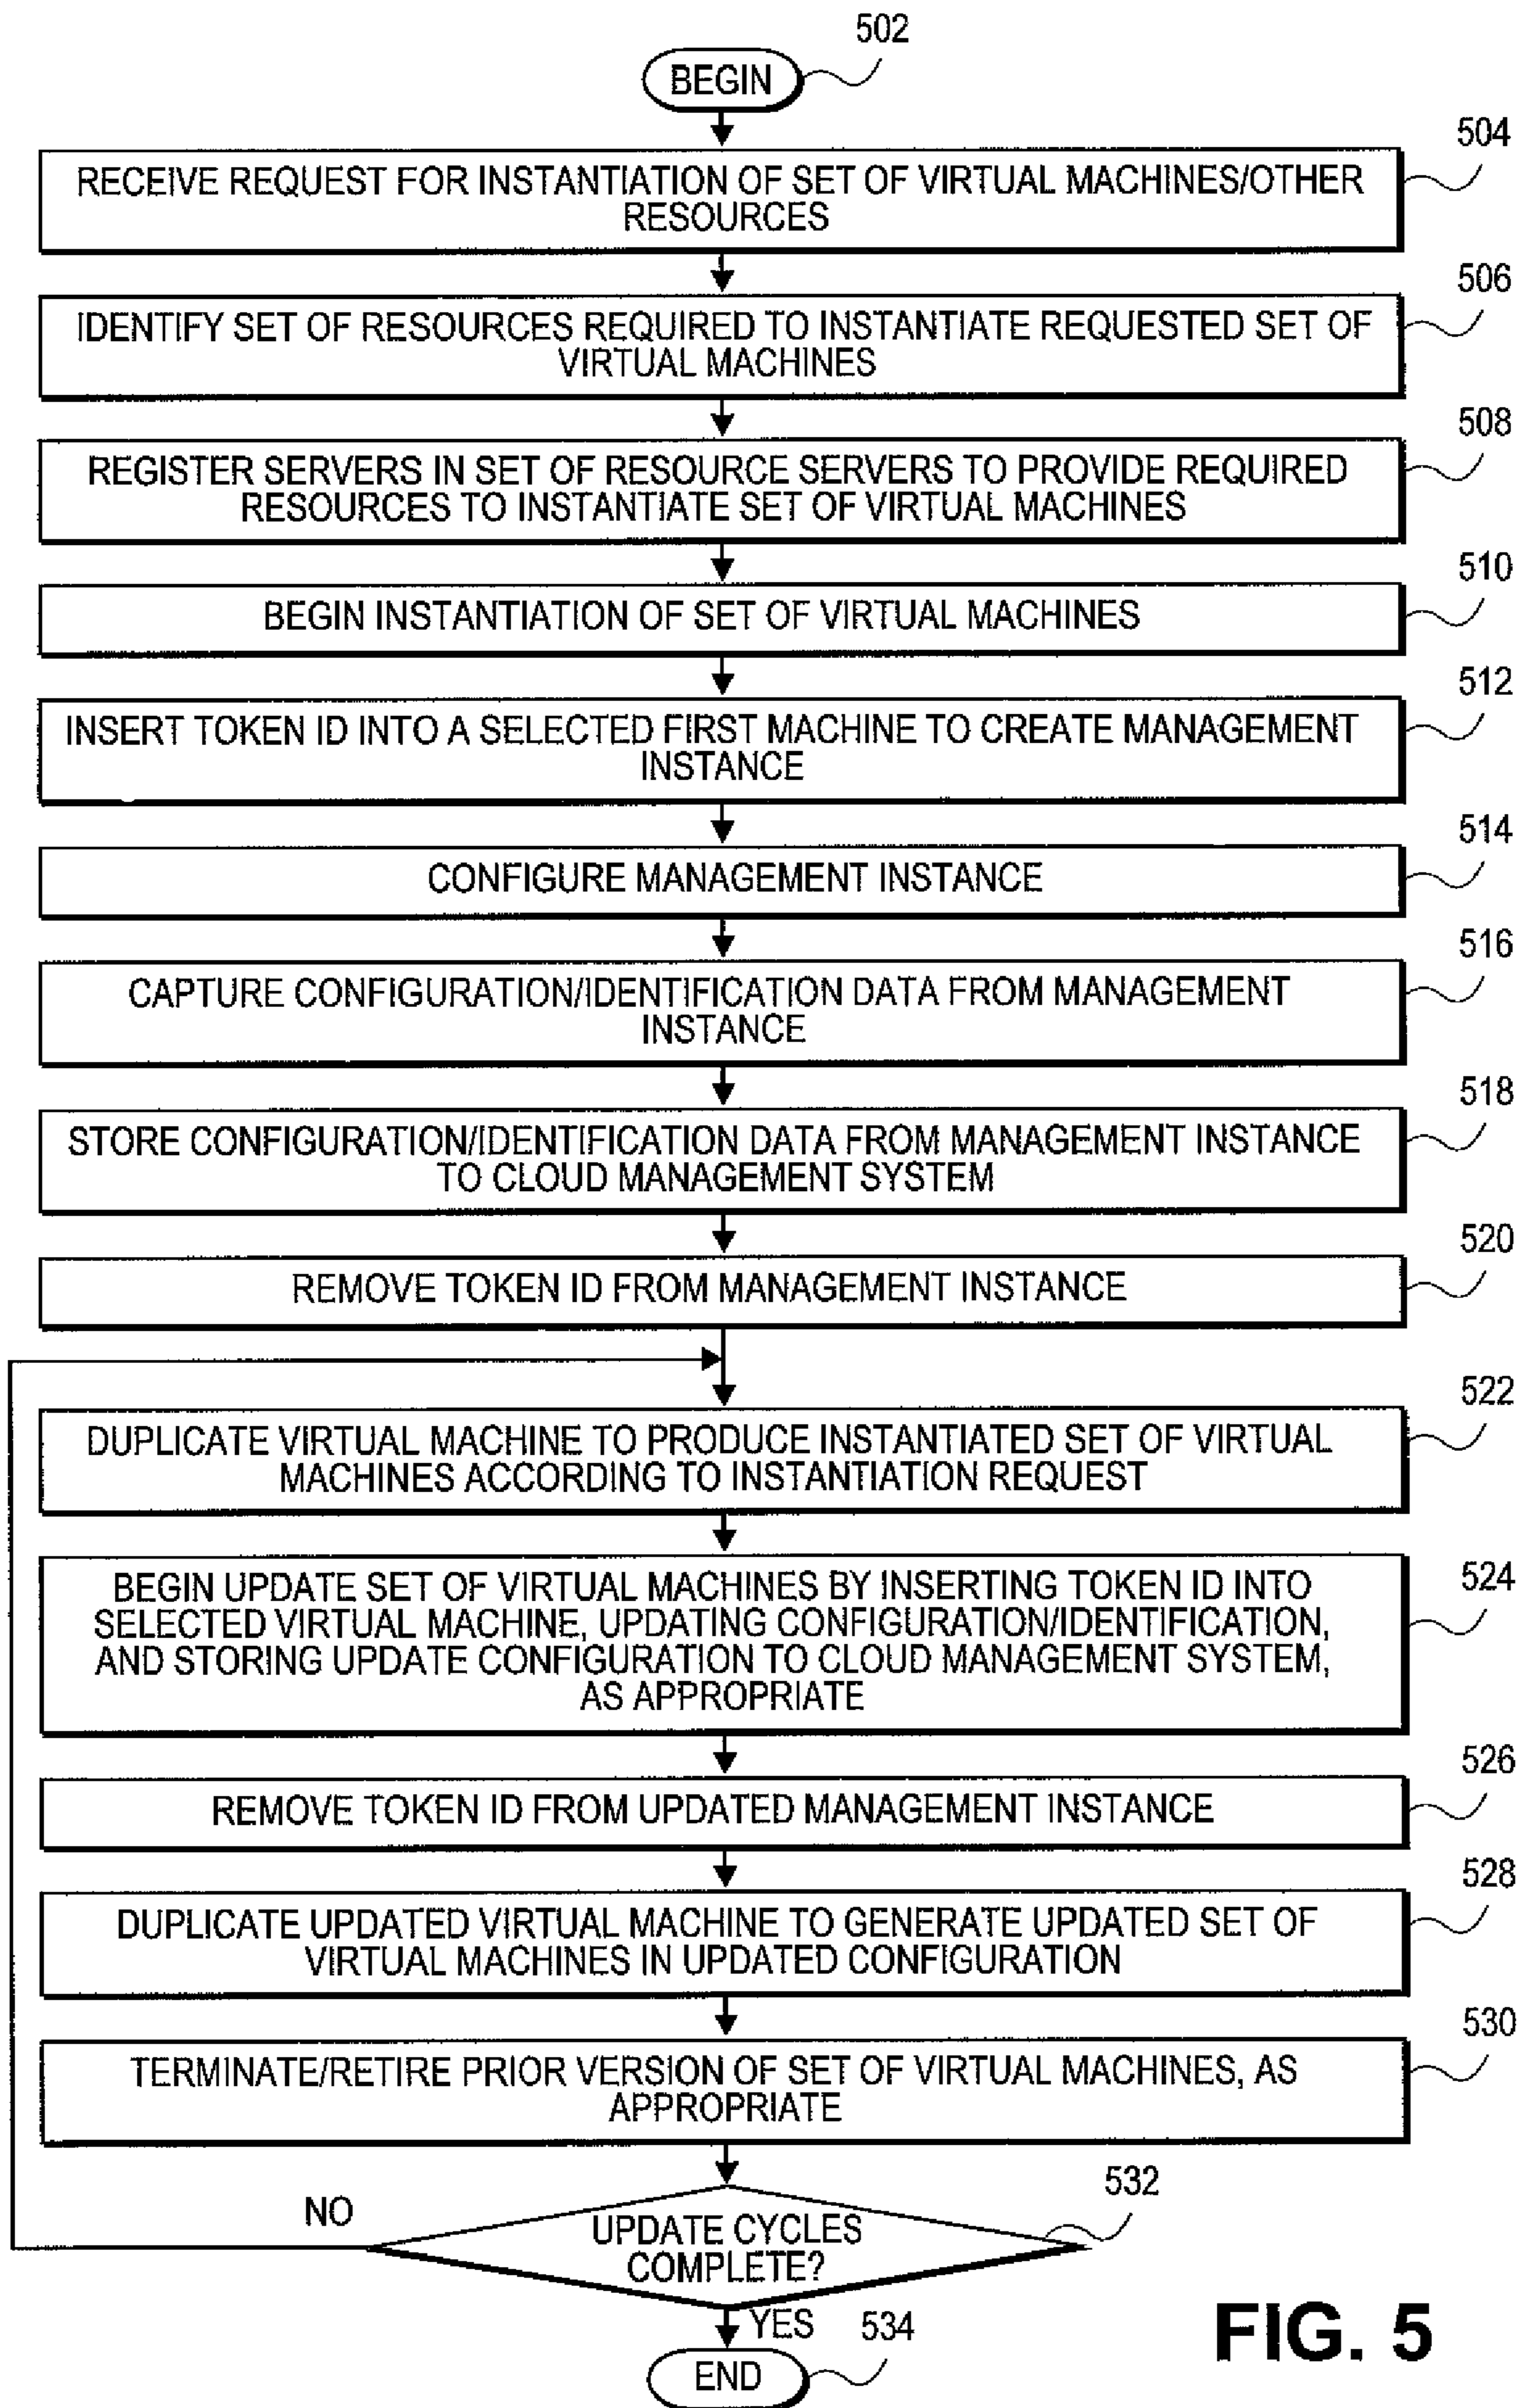 502
BEGIN
504
RECEIVE REQUEST FOR INSTANTIATION OF SET OF VIRTUAL MACHINES/OTHER
RESOURCES
506
IDENTIFY SET OF RESOURCES REQUIRED TO INSTANTIATE REQUESTED SET OF
VIRTUAL MACHINES
508
REGISTER SERVERS IN SET OF RESOURCE SERVERS TO PROVIDE REQUIRED
RESOURCES TO INSTANTIATE SET OF VIRTUAL MACHINES
510
BEGIN INSTANTIATION OF SET OF VIRTUAL MACHINES
512
INSERT TOKEN ID INTO A SELECTED FIRST MACHINE TO CREATE MANAGEMENT
INSTANCE
514
CONFIGURE MANAGEMENT INSTANCE
516
CAPTURE CONFIGURATION/IDENTIFICATION DATA FROM MANAGEMENT
INSTANCE
518
STORE CONFIGURATION/IDENTIFICATION DATA FROM MANAGEMENT INSTANCE
TO CLOUD MANAGEMENT SYSTEM
520
REMOVE TOKEN ID FROM MANAGEMENT INSTANCE
522
DUPLICATE VIRTUAL MACHINE TO PRODUCE INSTANTIATED SET OF VIRTUAL
MACHINES ACCORDING TO INSTANTIATION REQUEST
524
BEGIN UPDATE SET OF VIRTUAL MACHINES BY INSERTING TOKEN ID INTO
SELECTED VIRTUAL MACHINE, UPDATING CONFIGURATION/IDENTIFICATION,
AND STORING UPDATE CONFIGURATION TO CLOUD MANAGEMENT SYSTEM,
AS APPROPRIATE
526
REMOVE TOKEN ID FROM UPDATED MANAGEMENT INSTANCE
528
DUPLICATE UPDATED VIRTUAL MACHINE TO GENERATE UPDATED SET OF
VIRTUAL MACHINES IN UPDATED CONFIGURATION
530
TERMINATE/RETIRE PRIOR VERSION OF SET OF VIRTUAL MACHINES, AS
APPROPRIATE
532
NO
UPDATE CYCLES
COMPLETE?
YES
534
END
FIG. 5